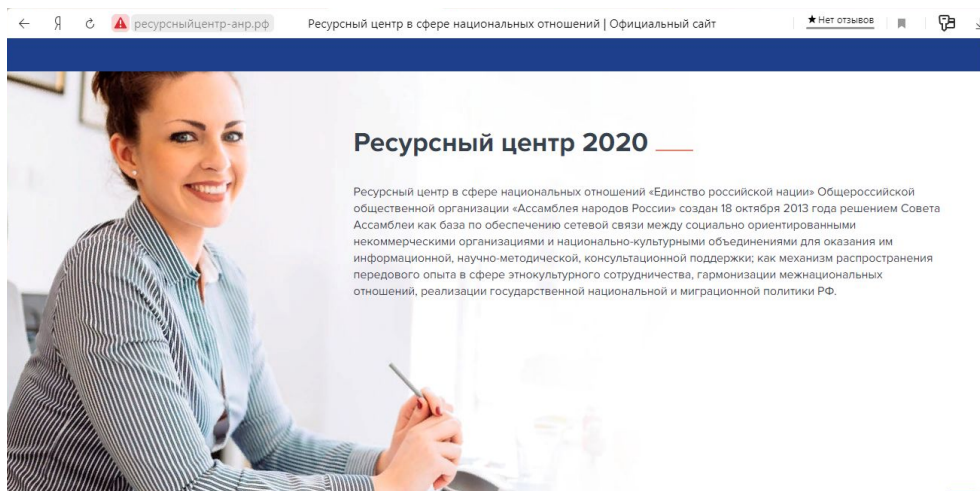 Я ресурсныйцентр-анр.рф Ресурсный центр в сфере национальных отношений | Официальный сайт ★ Нет отзывов
Ресурсный центр 2020
Ресурсный центр в сфере национальных отношений «Единство российской нации» Общероссийской
общественной организации «Ассамблея народов России» создан 18 октября 2013 года решением Совета
Ассамблеи как база по обеспечению сетевой связи между социально ориентированными
некоммерческими организациями и национально-культурными объединениями для оказания им
информационной, научно-методической, консультационной поддержки; как механизм распространения
передового опыта в сфере этнокультурного сотрудничества, гармонизации межнациональных
отношений, реализации государственной национальной и миграционной политики РФ.